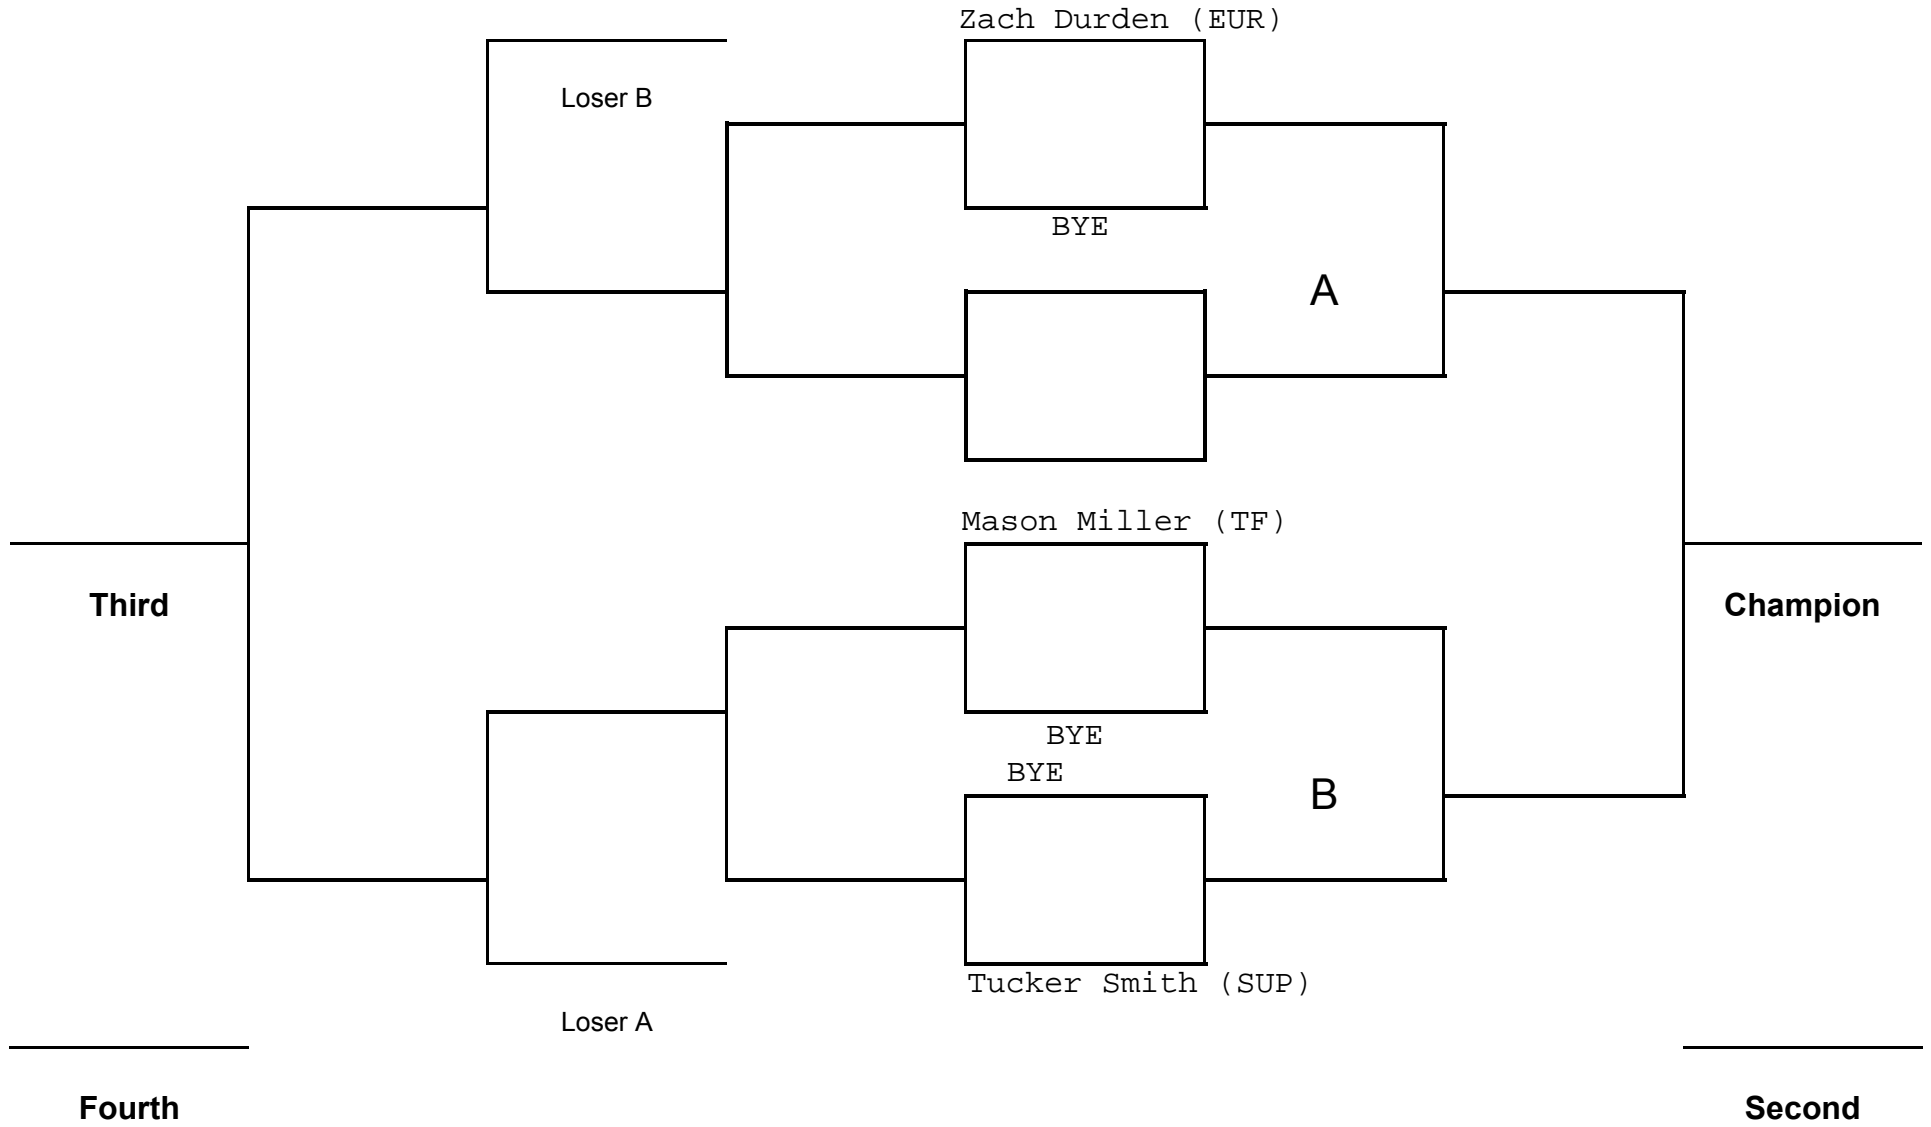 Zach Durden (EUR)
Loser B
BYE
A
Mason Miller (TF)
Third
Champion
BYE
BYE
B
Tucker Smith (SUP)
Loser A
Fourth
Second